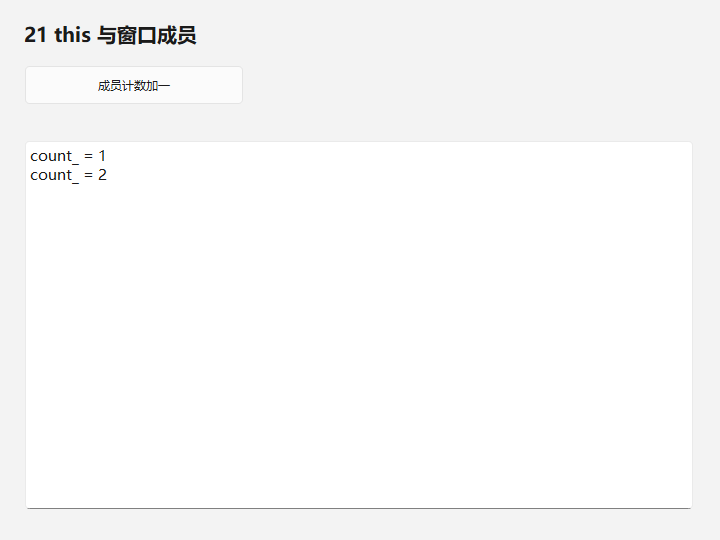 21 this 与窗口成员
成员计数加一
count_ = 1
count_ = 2